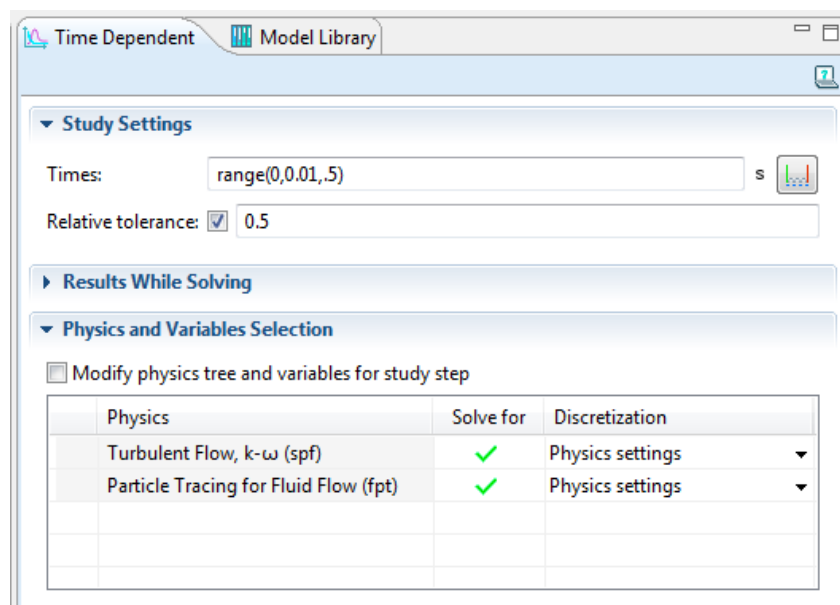 Time Dependent Model Library
?
Study Settings
Times: range(0,0.01,.5) s
Relative tolerance: 0.5
Results While Solving
Physics and Variables Selection
Modify physics tree and variables for study step
Physics Solve for Discretization
Turbulent Flow, k-ω (spf) Physics settings
Particle Tracing for Fluid Flow (fpt) Physics settings